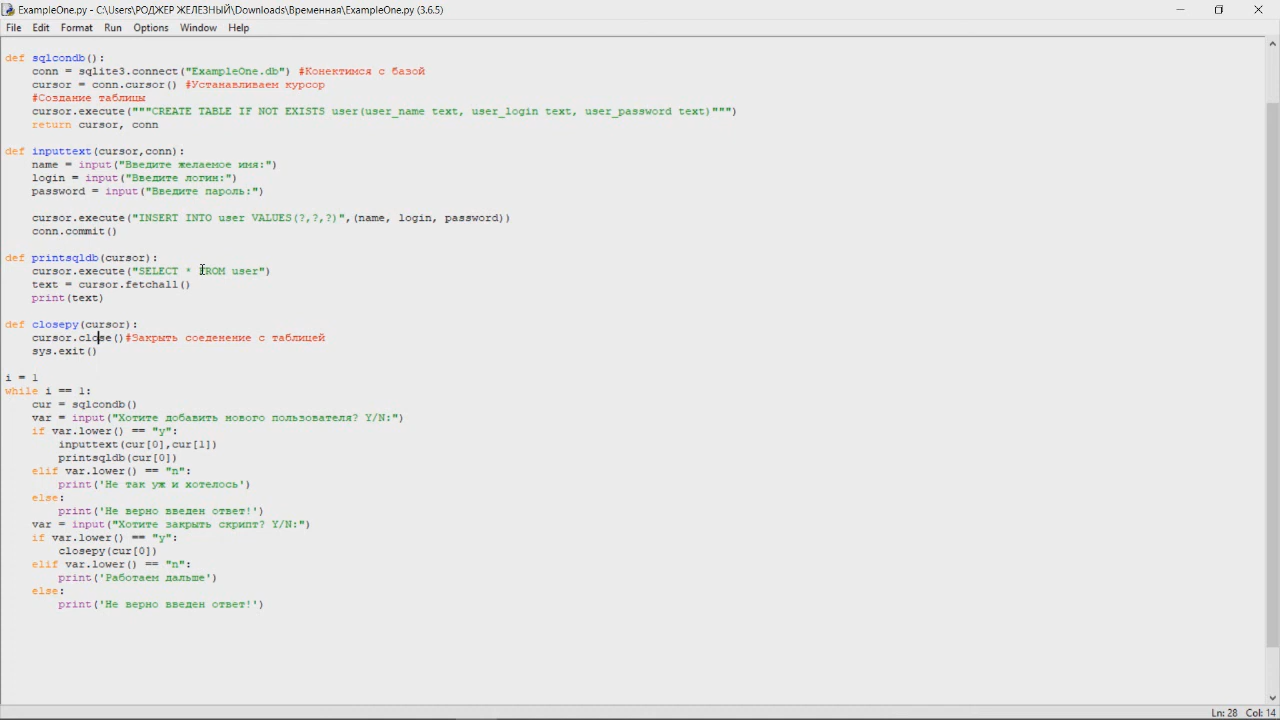 ExampleOne.py - C:\Users\РОДЖЕР ЖЕЛЕЗНЫЙ\Downloads\Временная\ExampleOne.py (3.6.5)
File Edit Format Run Options Window Help
def sqlcondb():
    conn = sqlite3.connect("ExampleOne.db") #Конектимся с базой
    cursor = conn.cursor() #Устанавливаем курсор
    #Создание таблицы
    cursor.execute("""CREATE TABLE IF NOT EXISTS user(user_name text, user_login text, user_password text)""")
    return cursor, conn
def inputtext(cursor,conn):
    name = input("Введите желаемое имя:")
    login = input("Введите логин:")
    password = input("Введите пароль:")
    cursor.execute("INSERT INTO user VALUES(?,?,?)",(name, login, password))
    conn.commit()
def printsqldb(cursor):
    cursor.execute("SELECT * FROM user")
    text = cursor.fetchall()
    print(text)
def closepy(cursor):
    cursor.close()#Закрыть соеденение с таблицей
    sys.exit()
i = 1
while i == 1:
    cur = sqlcondb()
    var = input("Хотите добавить нового пользователя? Y/N:")
    if var.lower() == "y":
        inputtext(cur[0],cur[1])
        printsqldb(cur[0])
    elif var.lower() == "n":
        print('Не так уж и хотелось')
    else:
        print('Не верно введен ответ!')
    var = input("Хотите закрыть скрипт? Y/N:")
    if var.lower() == "y":
        closepy(cur[0])
    elif var.lower() == "n":
        print('Работаем дальше')
    else:
        print('Не верно введен ответ!')
Ln: 28 Col: 14